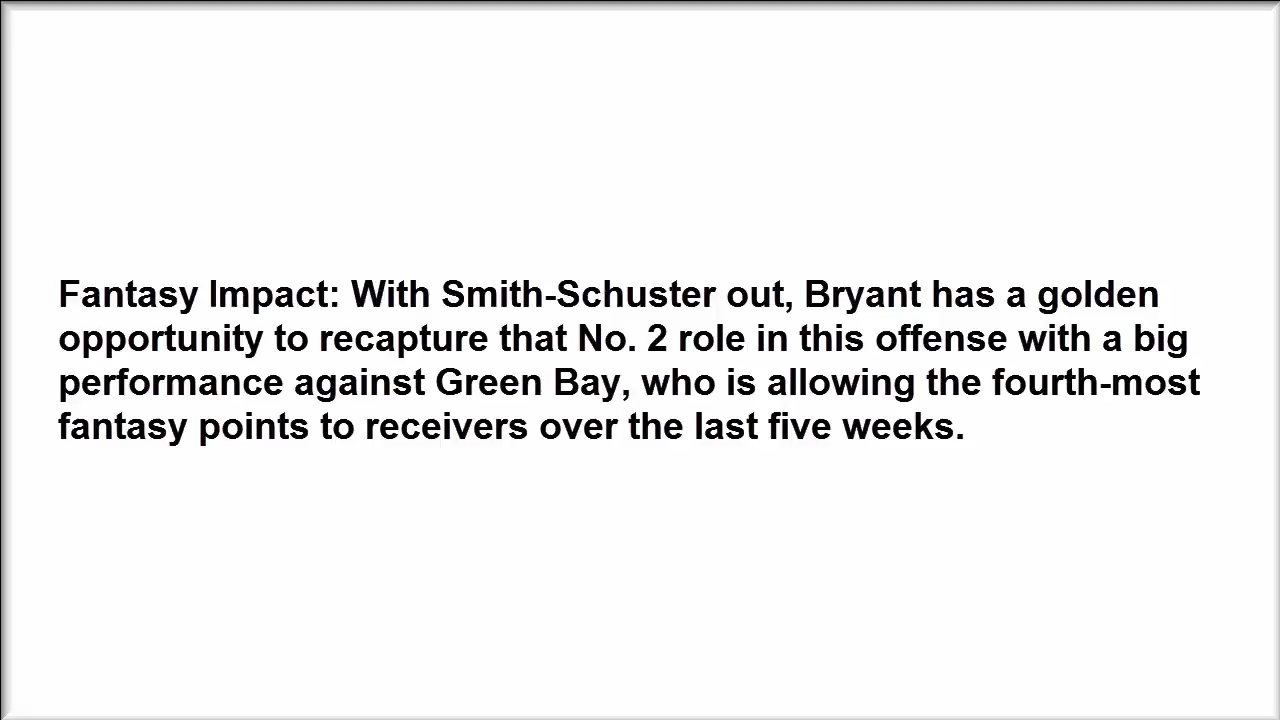 Fantasy Impact: With Smith-Schuster out, Bryant has a golden
opportunity to recapture that No. 2 role in this offense with a big
performance against Green Bay, who is allowing the fourth-most
fantasy points to receivers over the last five weeks.